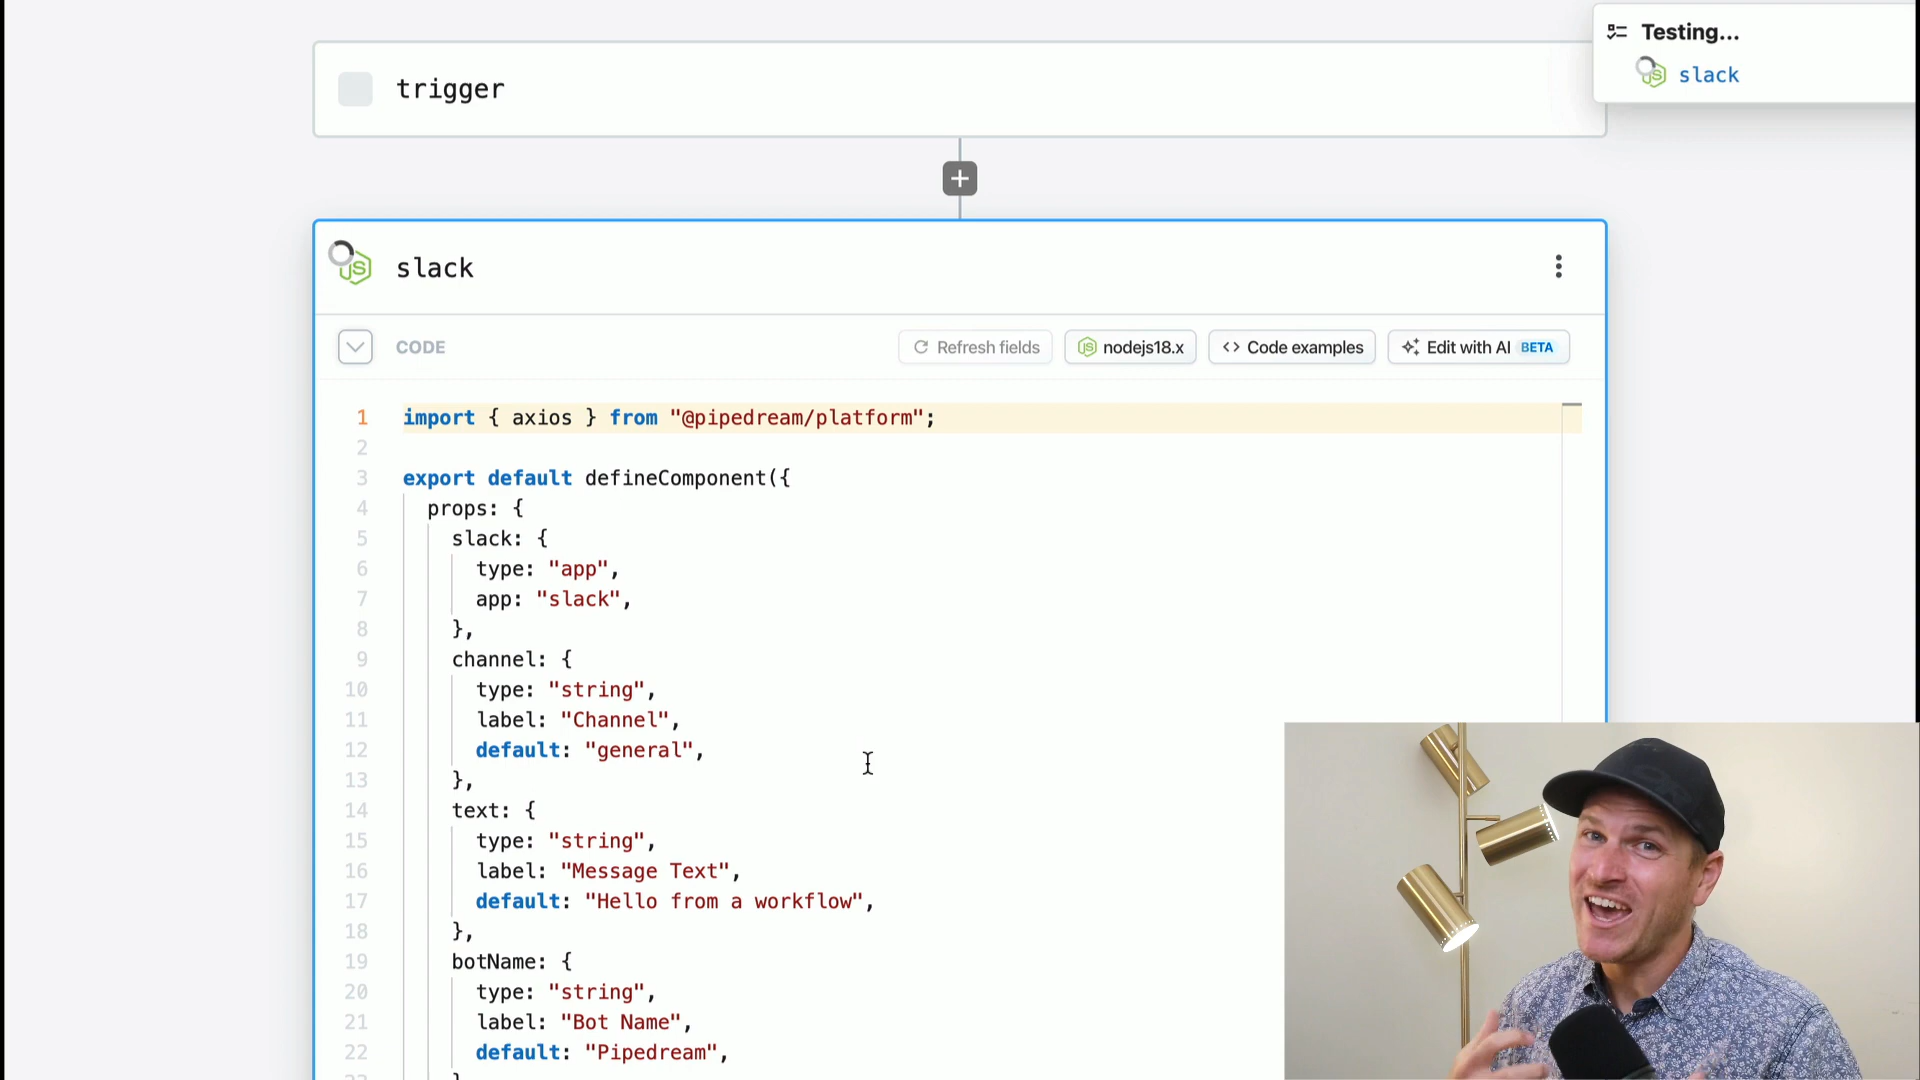 Testing...
slack
trigger
slack
CODE
Refresh fields
nodejs18.x
Code examples
Edit with AI BETA
1 import { axios } from "@pipedream/platform";
2
3 export default defineComponent({
4 props: {
5 slack: {
6 type: "app",
7 app: "slack",
8 },
9 channel: {
10 type: "string",
11 label: "Channel",
12 default: "general",
13 },
14 text: {
15 type: "string",
16 label: "Message Text",
17 default: "Hello from a workflow",
18 },
19 botName: {
20 type: "string",
21 label: "Bot Name",
22 default: "Pipedream",